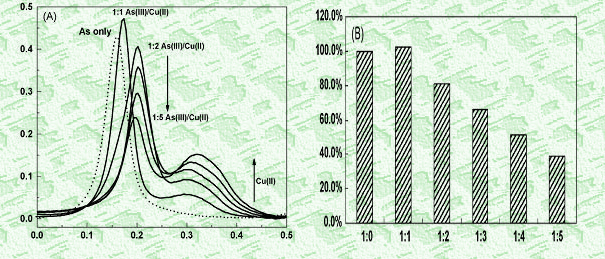 (A)
1:1 As(III)/Cu(II)
As only
1:2 As(III)/Cu(II)
1:5 As(III)/Cu(II)
Cu(II)
0.5
0.4
0.3
0.2
0.1
0.0
0.0 0.1 0.2 0.3 0.4 0.5
(B)
120.0%
100.0%
80.0%
60.0%
40.0%
20.0%
0.0%
1:0 1:1 1:2 1:3 1:4 1:5